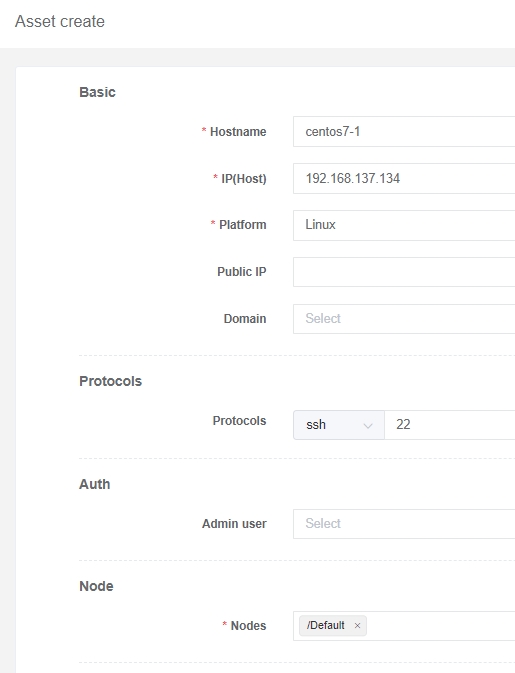 Asset create
Basic
* Hostname centos7-1
* IP(Host) 192.168.137.134
* Platform Linux
Public IP
Domain Select
Protocols
Protocols ssh 22
Auth
Admin user Select
Node
* Nodes /Default ×